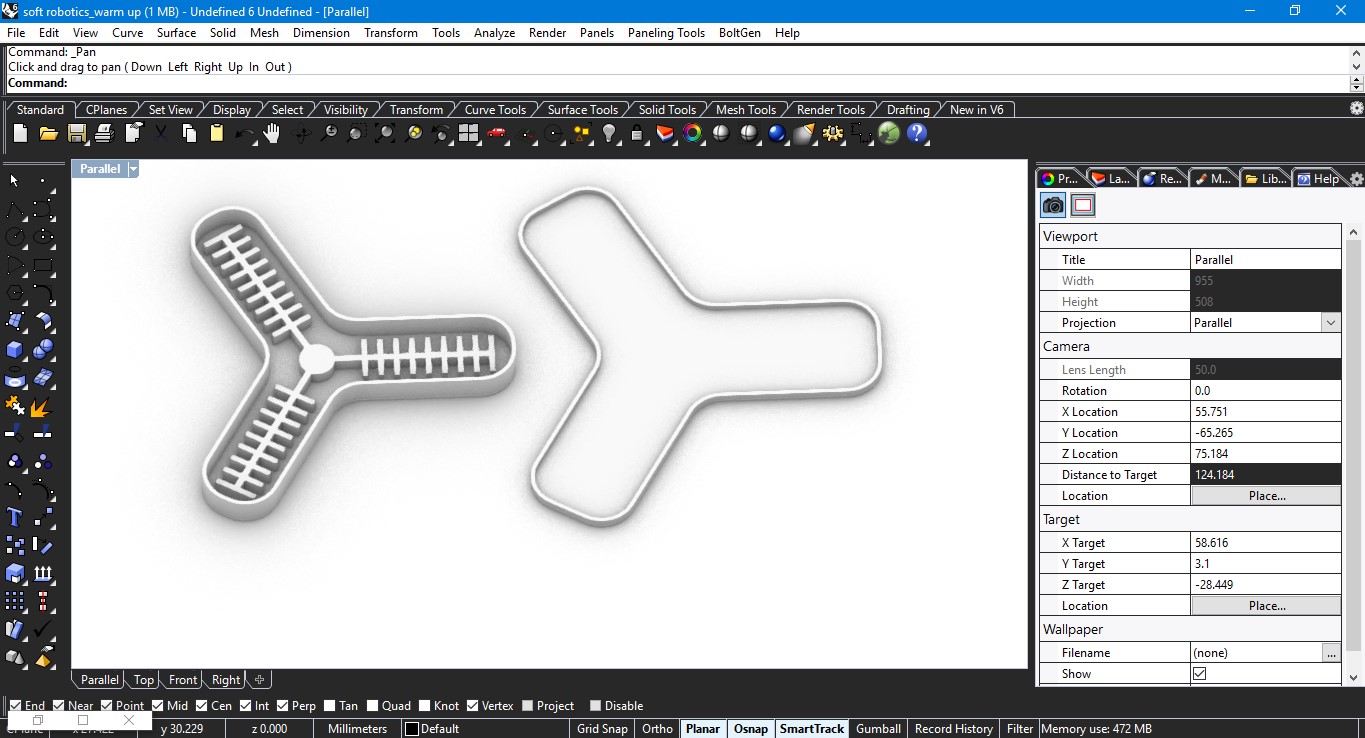 soft robotics_warm up (1 MB) - Undefined 6 Undefined - [Parallel]
File Edit View Curve Surface Solid Mesh Dimension Transform Tools Analyze Render Panels Paneling Tools BoltGen Help
Command: _Pan
Click and drag to pan ( Down Left Right Up In Out )
Command:
Standard CPlanes Set View Display Select Visibility Transform Curve Tools Surface Tools Solid Tools Mesh Tools Render Tools Drafting New in V6
Parallel
Pr... La... Re... M... Lib... Help
Viewport
Title Parallel
Width 955
Height 508
Projection Parallel
Camera
Lens Length 50.0
Rotation 0.0
X Location 55.751
Y Location -65.265
Z Location 75.184
Distance to Target 124.184
Location Place...
Target
X Target 58.616
Y Target 3.1
Z Target -28.449
Location Place...
Wallpaper
Filename (none) ...
Show
Parallel Top Front Right
End Near Point Mid Cen Int Perp Tan Quad Knot Vertex Project Disable
y 30.229 z 0.000 Millimeters Default Grid Snap Ortho Planar Osnap SmartTrack Gumball Record History Filter Memory use: 472 MB